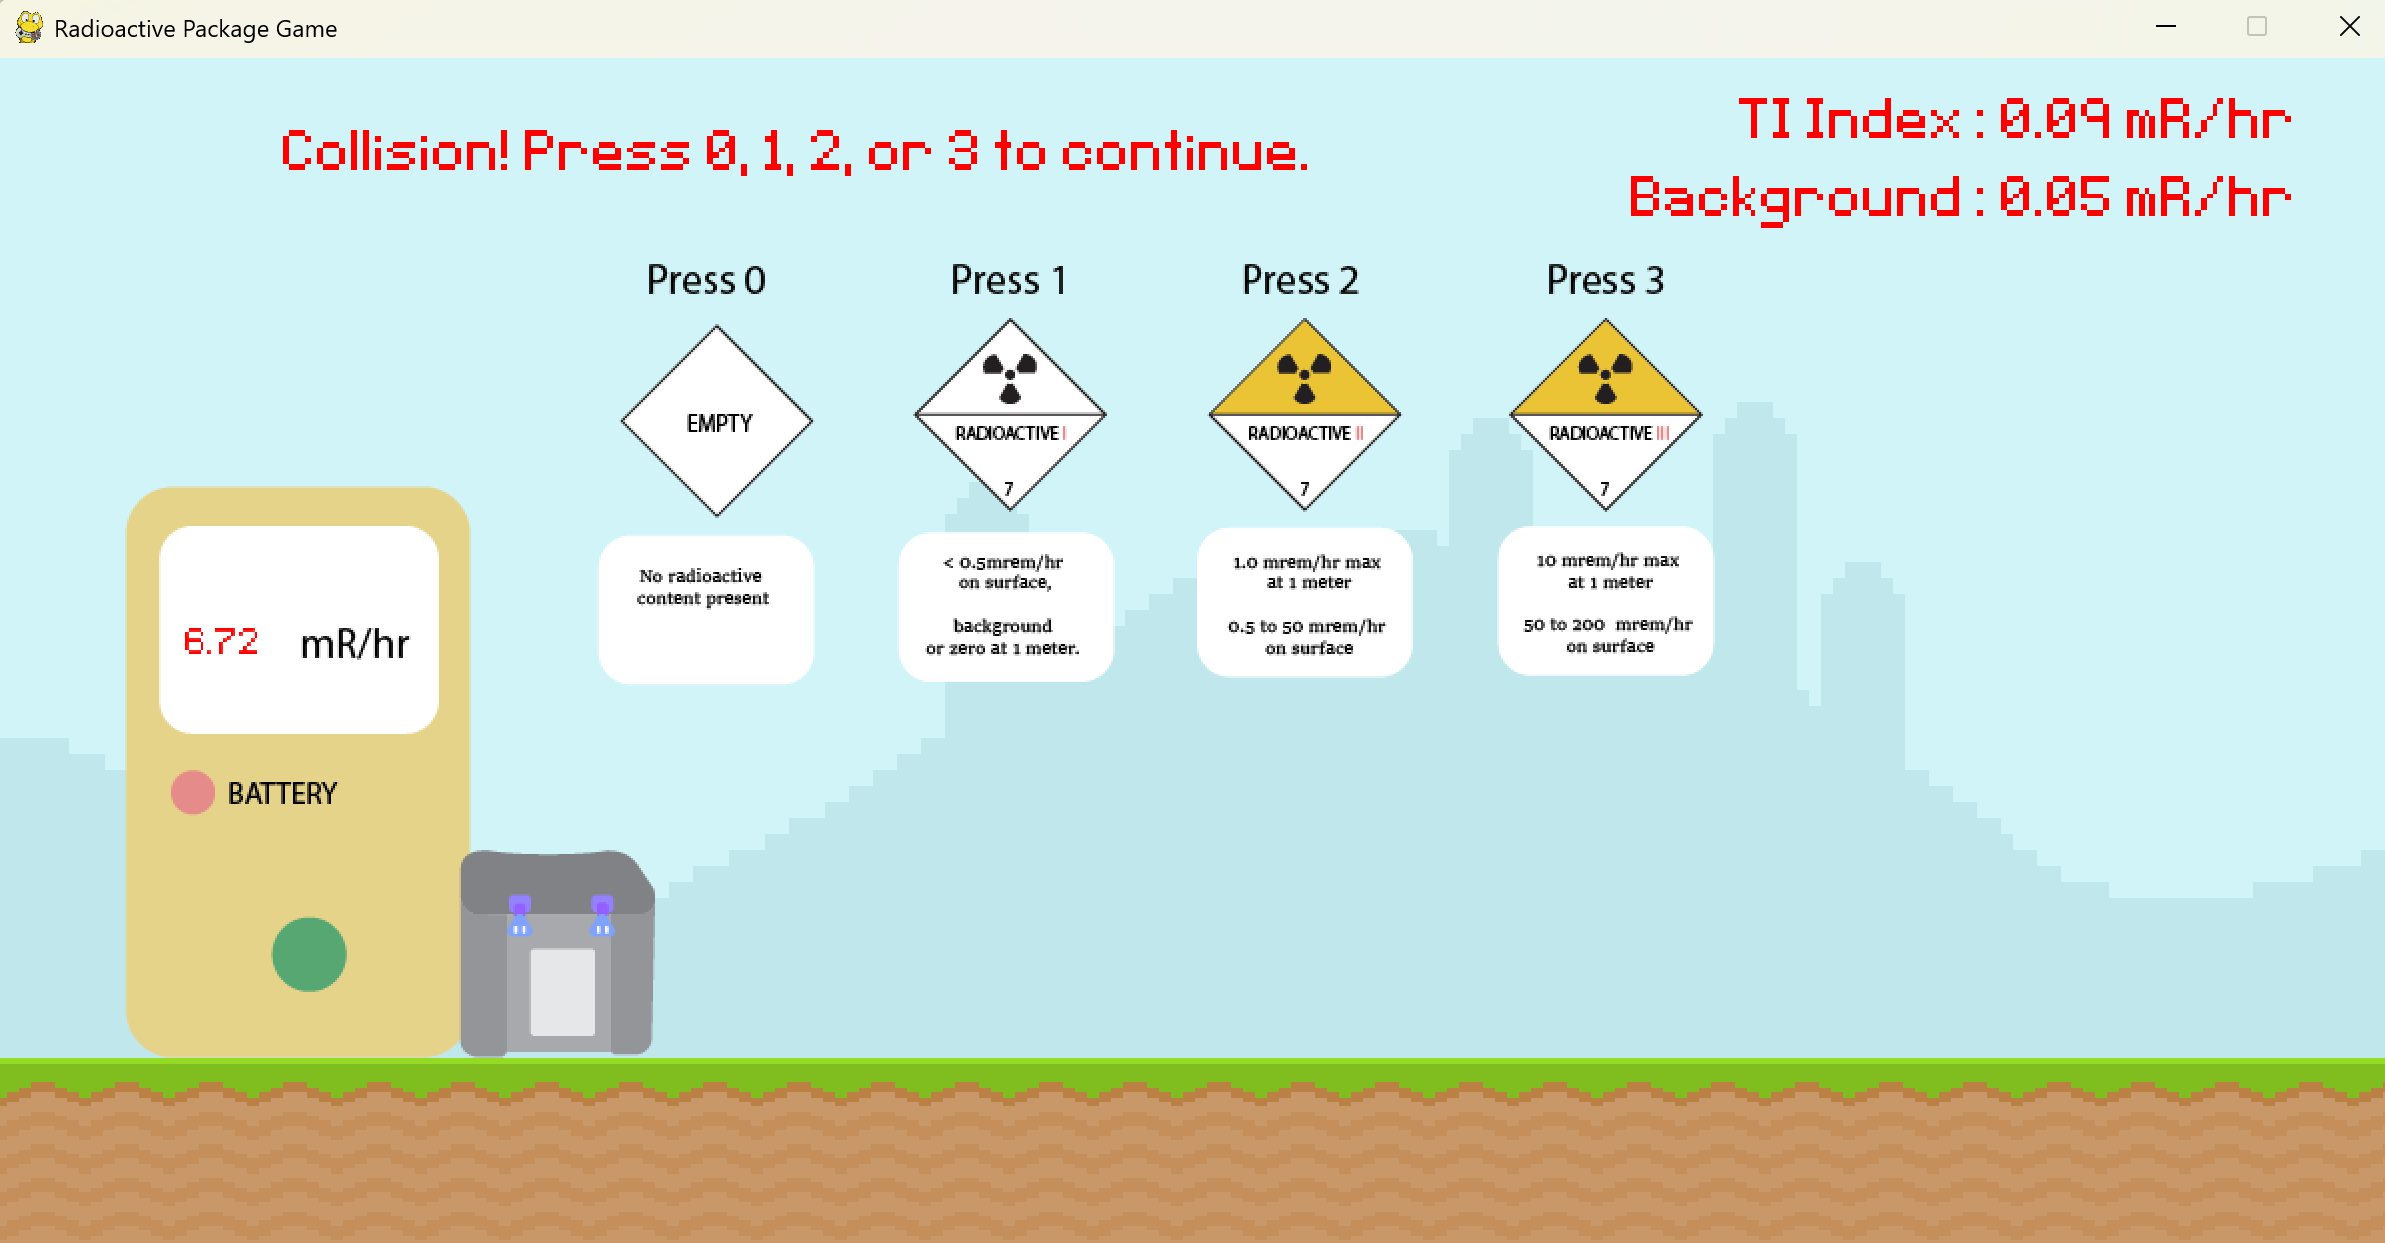 Radioactive Package Game
TI Index : 0.09 mR/hr
Collision! Press 0, 1, 2, or 3 to continue.
Background : 0.05 mR/hr
Press 0
Press 1
Press 2
Press 3
EMPTY
RADIOACTIVE I
7
RADIOACTIVE II
7
RADIOACTIVE III
7
No radioactive
content present
< 0.5mrem/hr
on surface,
background
or zero at 1 meter.
1.0 mrem/hr max
at 1 meter
0.5 to 50 mrem/hr
on surface
10 mrem/hr max
at 1 meter
50 to 200 mrem/hr
on surface
6.72 mR/hr
BATTERY